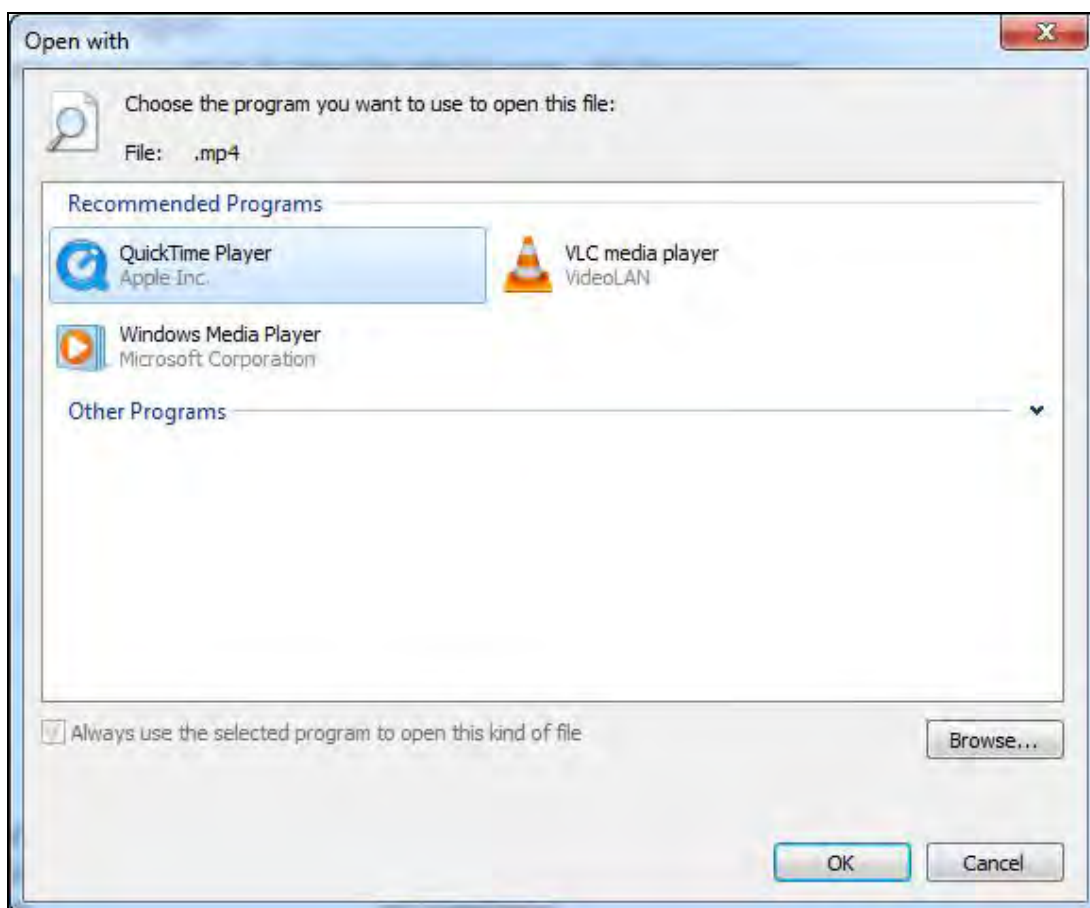 Open with
Choose the program you want to use to open this file:
File: .mp4
Recommended Programs
QuickTime Player
Apple Inc.
VLC media player
VideoLAN
Windows Media Player
Microsoft Corporation
Other Programs
Always use the selected program to open this kind of file
Browse...
OK
Cancel